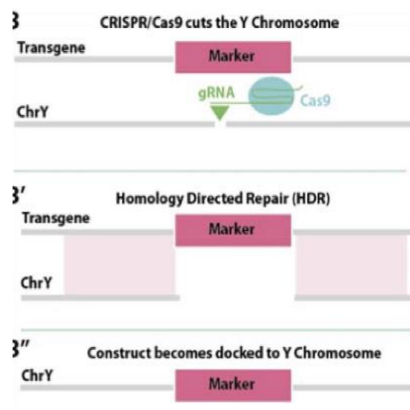 B CRISPR/Cas9 cuts the Y Chromosome
Transgene
Marker
gRNA
Cas9
ChrY
B' Homology Directed Repair (HDR)
Transgene
Marker
ChrY
B" Construct becomes docked to Y Chromosome
ChrY
Marker